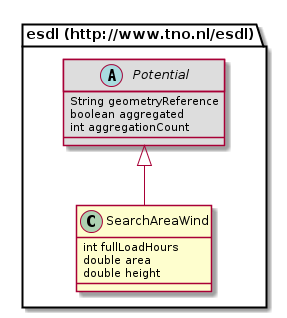 esdl (http://www.tno.nl/esdl)
A Potential
String geometryReference
boolean aggregated
int aggregationCount
C SearchAreaWind
int fullLoadHours
double area
double height